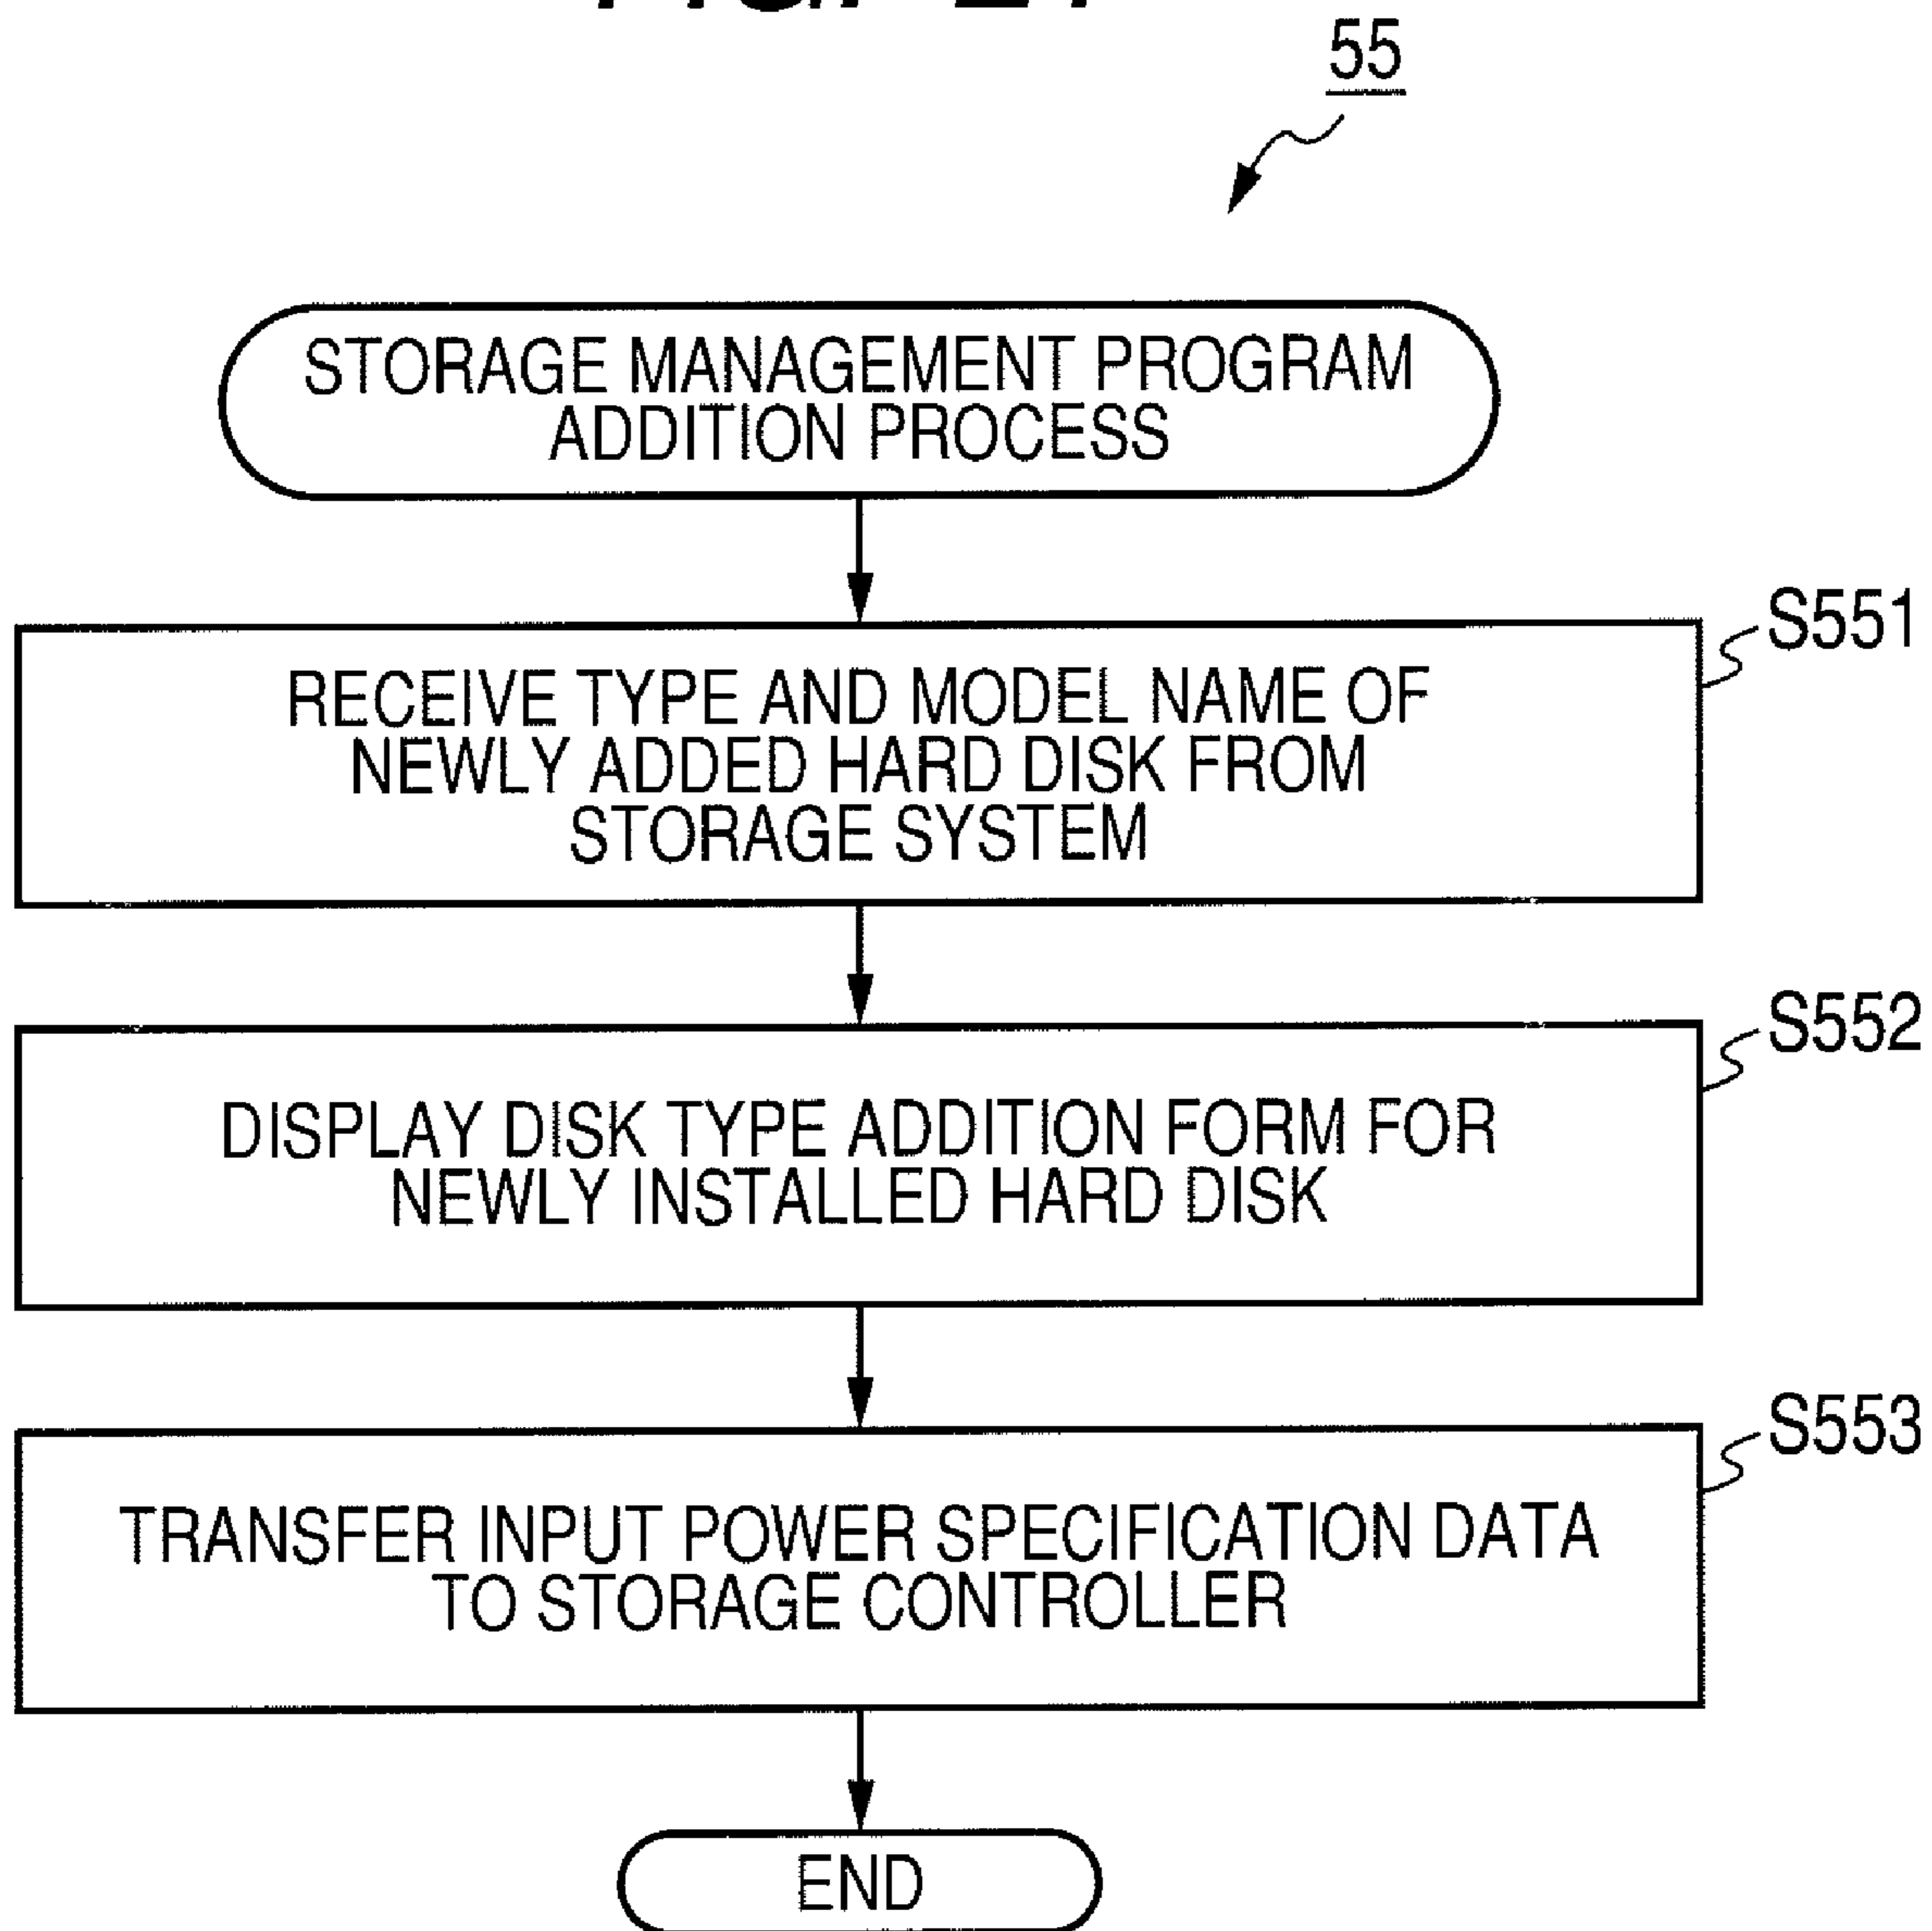 55
STORAGE MANAGEMENT PROGRAM
ADDITION PROCESS
S551
RECEIVE TYPE AND MODEL NAME OF
NEWLY ADDED HARD DISK FROM
STORAGE SYSTEM
S552
DISPLAY DISK TYPE ADDITION FORM FOR
NEWLY INSTALLED HARD DISK
S553
TRANSFER INPUT POWER SPECIFICATION DATA
TO STORAGE CONTROLLER
END